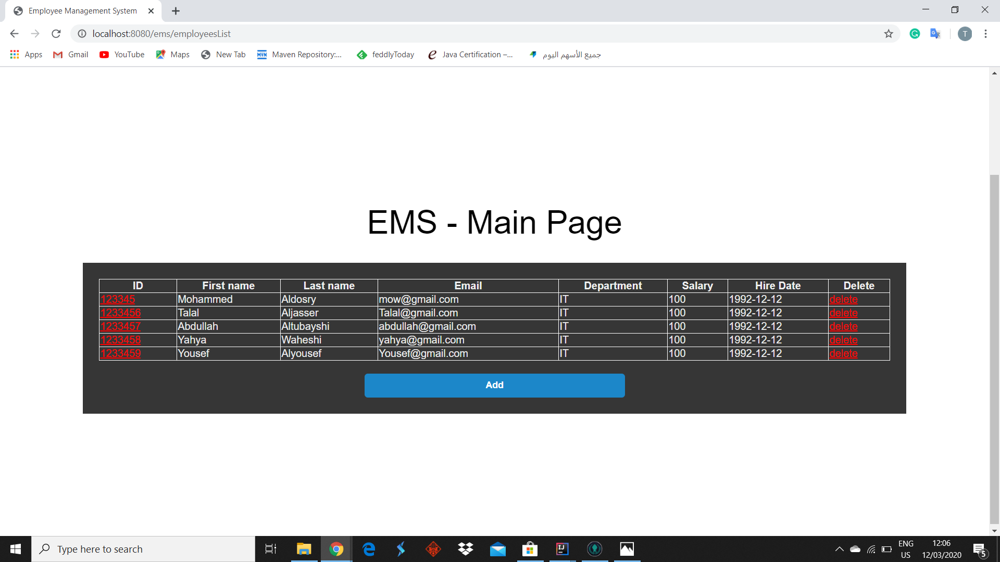 Employee Management System
localhost:8080/ems/employeesList
T
Apps Gmail YouTube Maps New Tab Maven Repository:... feddlyToday Java Certification –... جميع الأسهم اليوم
EMS - Main Page
ID First name Last name Email Department Salary Hire Date Delete
123345 Mohammed Aldosry mow@gmail.com IT 100 1992-12-12 delete
1233456 Talal Aljasser Talal@gmail.com IT 100 1992-12-12 delete
1233457 Abdullah Altubayshi abdullah@gmail.com IT 100 1992-12-12 delete
1233458 Yahya Waheshi yahya@gmail.com IT 100 1992-12-12 delete
1233459 Yousef Alyousef Yousef@gmail.com IT 100 1992-12-12 delete
Add
Type here to search
ENG
US
12:06
12/03/2020
5